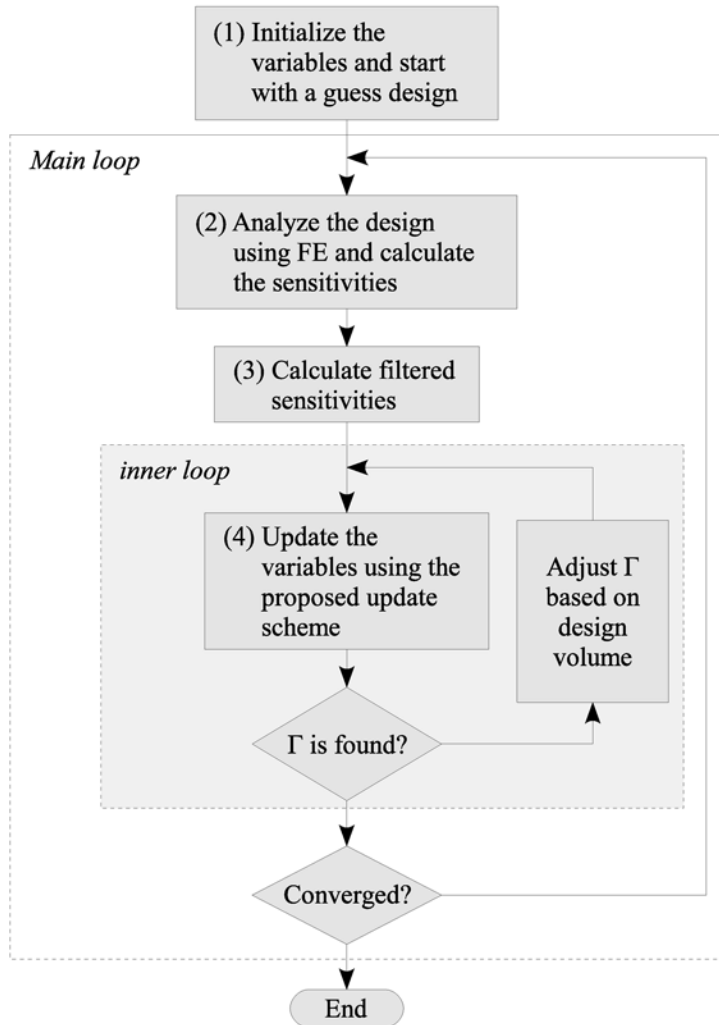 (1) Initialize the
variables and start
with a guess design
Main loop
(2) Analyze the design
using FE and calculate
the sensitivities
(3) Calculate filtered
sensitivities
inner loop
(4) Update the
variables using the
proposed update
scheme
Adjust Γ
based on
design
volume
Γ is found?
Converged?
End